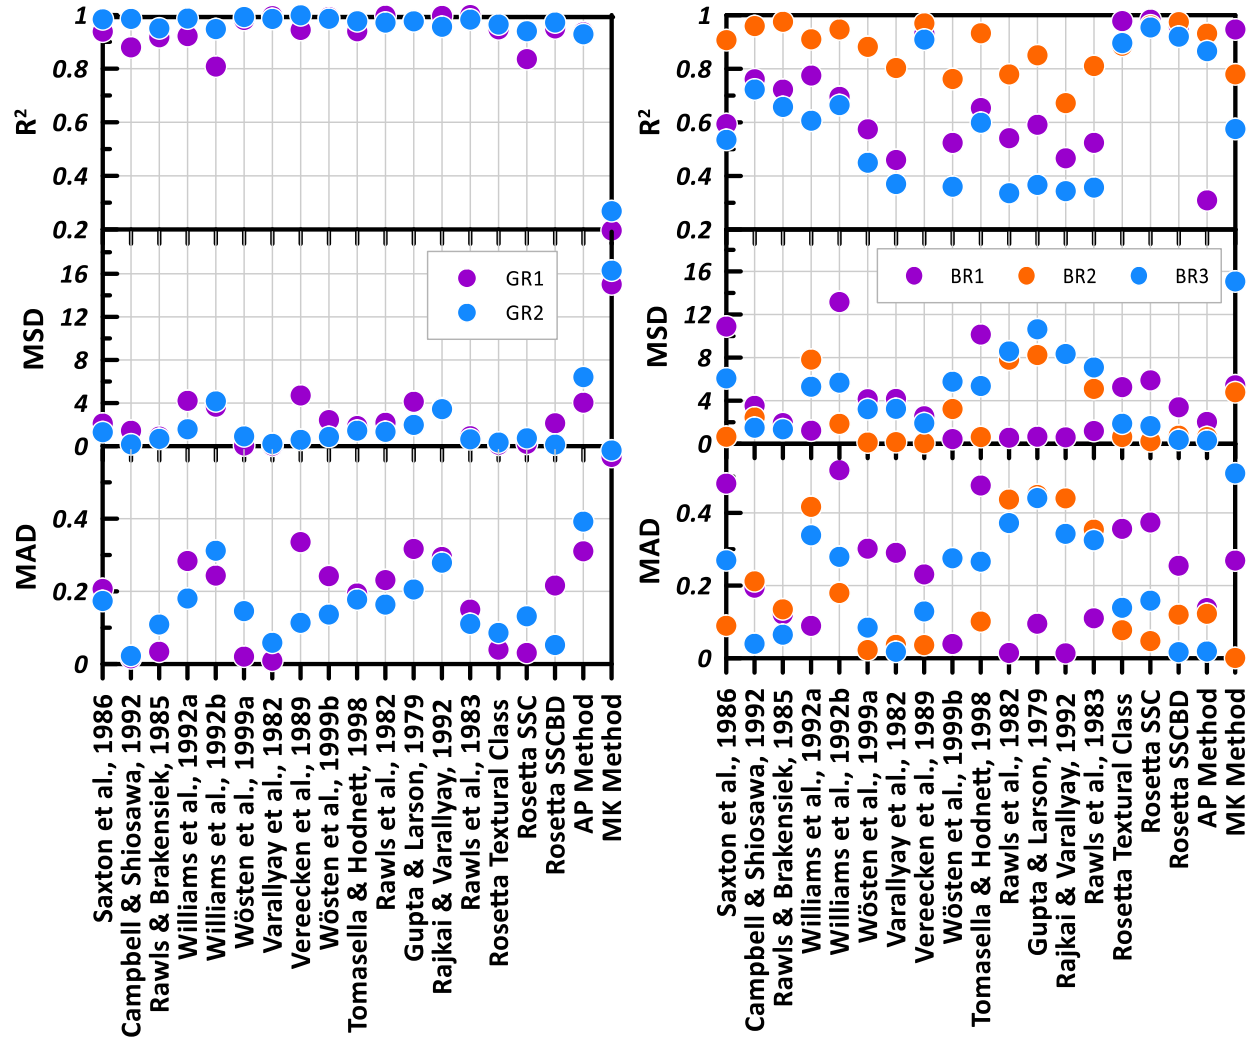 R²
1
0.8
0.6
0.4
0.2
MSD
16
12
8
4
0
MAD
0.4
0.2
0
GR1
GR2
Saxton et al., 1986
Campbell & Shiosawa, 1992
Rawls & Brakensiek, 1985
Williams et al., 1992a
Williams et al., 1992b
Wösten et al., 1999a
Varallyay et al., 1982
Vereecken et al., 1989
Wösten et al., 1999b
Tomasella & Hodnett, 1998
Rawls et al., 1982
Gupta & Larson, 1979
Rajkai & Varallyay, 1992
Rawls et al., 1983
Rosetta Textural Class
Rosetta SSC
Rosetta SSCBD
AP Method
MK Method
R²
1
0.8
0.6
0.4
0.2
MSD
16
12
8
4
0
MAD
0.4
0.2
0
BR1 BR2 BR3
Saxton et al., 1986
Campbell & Shiosawa, 1992
Rawls & Brakensiek, 1985
Williams et al., 1992a
Williams et al., 1992b
Wösten et al., 1999a
Varallyay et al., 1982
Vereecken et al., 1989
Wösten et al., 1999b
Tomasella & Hodnett, 1998
Rawls et al., 1982
Gupta & Larson, 1979
Rajkai & Varallyay, 1992
Rawls et al., 1983
Rosetta Textural Class
Rosetta SSC
Rosetta SSCBD
AP Method
MK Method